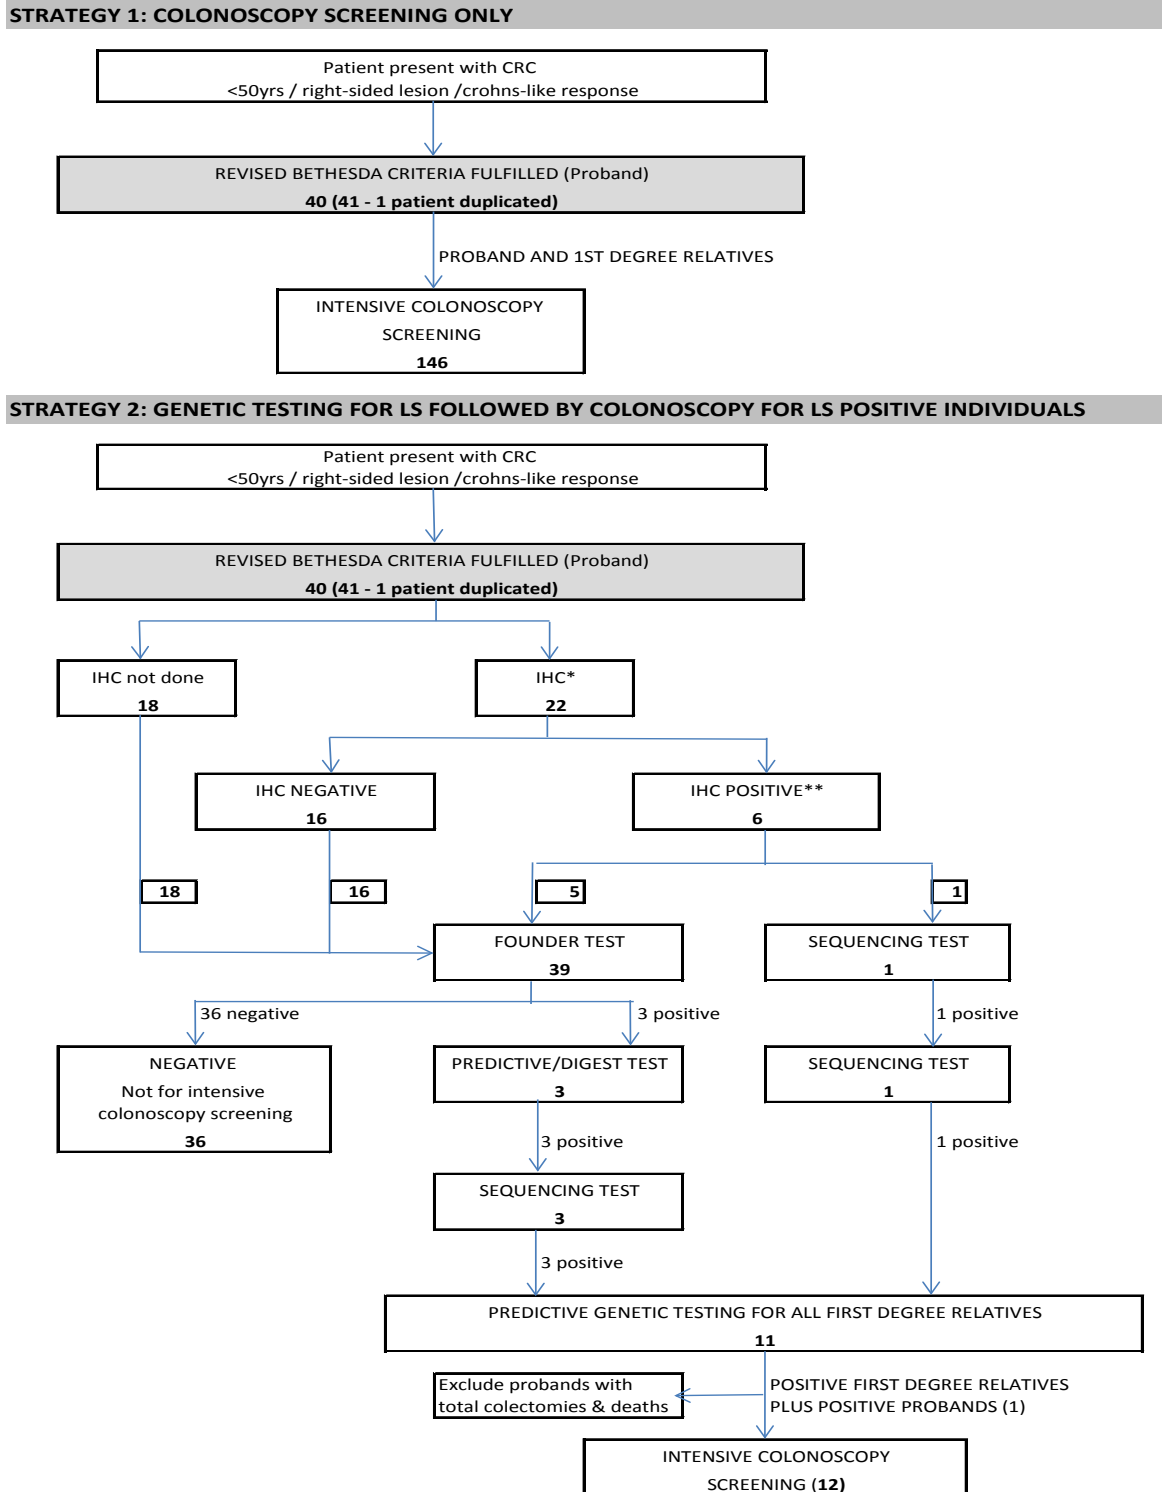 STRATEGY 1: COLONOSCOPY SCREENING ONLY
Patient present with CRC
<50yrs / right-sided lesion /crohns-like response
REVISED BETHESDA CRITERIA FULFILLED (Proband)
40 (41 - 1 patient duplicated)
PROBAND AND 1ST DEGREE RELATIVES
INTENSIVE COLONOSCOPY
SCREENING
146
STRATEGY 2: GENETIC TESTING FOR LS FOLLOWED BY COLONOSCOPY FOR LS POSITIVE INDIVIDUALS
Patient present with CRC
<50yrs / right-sided lesion /crohns-like response
REVISED BETHESDA CRITERIA FULFILLED (Proband)
40 (41 - 1 patient duplicated)
IHC not done
18
IHC*
22
IHC NEGATIVE
16
IHC POSITIVE**
6
18
16
5
1
FOUNDER TEST
39
SEQUENCING TEST
1
36 negative
3 positive
1 positive
NEGATIVE
Not for intensive
colonoscopy screening
36
PREDICTIVE/DIGEST TEST
3
SEQUENCING TEST
1
3 positive
1 positive
SEQUENCING TEST
3
3 positive
PREDICTIVE GENETIC TESTING FOR ALL FIRST DEGREE RELATIVES
11
Exclude probands with
total colectomies & deaths
POSITIVE FIRST DEGREE RELATIVES
PLUS POSITIVE PROBANDS (1)
INTENSIVE COLONOSCOPY
SCREENING (12)